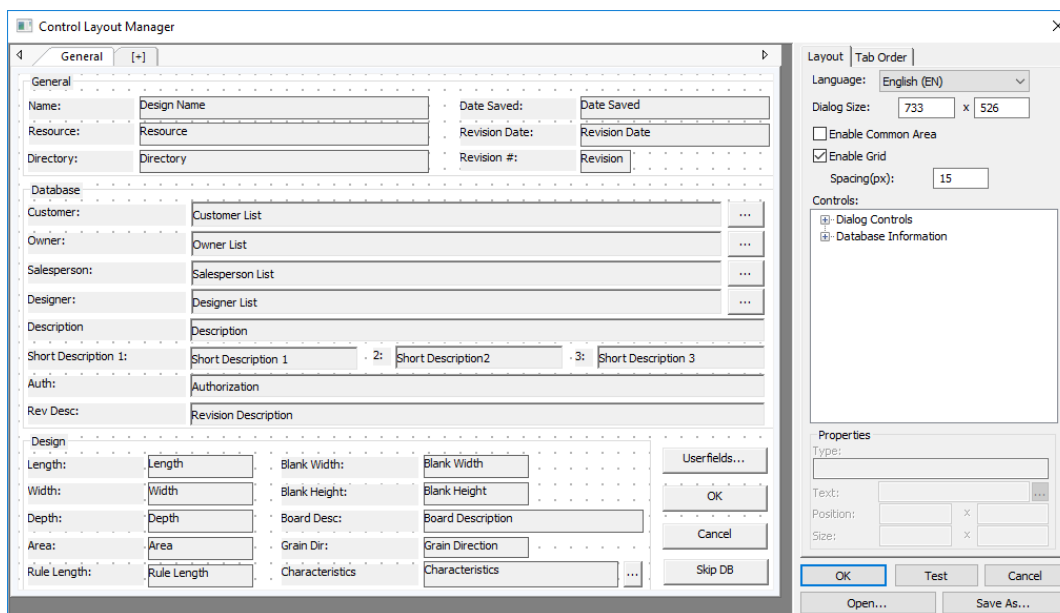 Control Layout Manager
General [+]
General
Name: Design Name Date Saved: Date Saved
Resource: Resource Revision Date: Revision Date
Directory: Directory Revision #: Revision
Database
Customer: Customer List ...
Owner: Owner List ...
Salesperson: Salesperson List ...
Designer: Designer List ...
Description Description
Short Description 1: Short Description 1 2: Short Description2 3: Short Description 3
Auth: Authorization
Rev Desc: Revision Description
Design
Length: Length Blank Width: Blank Width
Width: Width Blank Height: Blank Height
Depth: Depth Board Desc: Board Description
Area: Area Grain Dir: Grain Direction
Rule Length: Rule Length Characteristics Characteristics ...
Userfields...
OK
Cancel
Skip DB
Layout Tab Order
Language: English (EN)
Dialog Size: 733 x 526
Enable Common Area
Enable Grid
Spacing(px): 15
Controls:
Dialog Controls
Database Information
Properties
Type:
Text: ...
Position: x
Size: x
OK Test Cancel
Open... Save As...